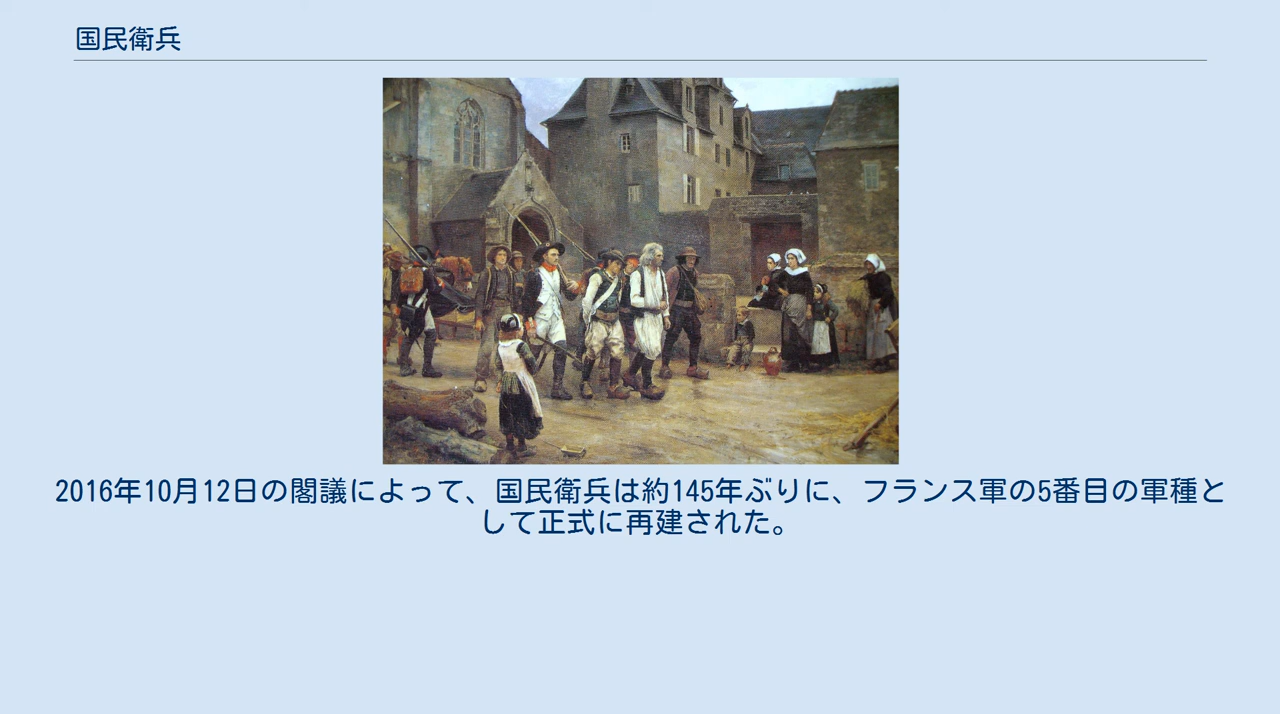 国民衛兵
2016年10月12日の閣議によって、国民衛兵は約145年ぶりに、フランス軍の5番目の軍種と
して正式に再建された。